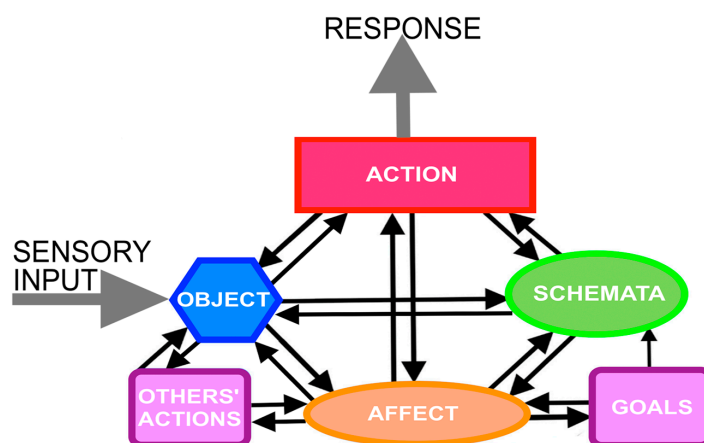 RESPONSE
ACTION
SENSORY
INPUT
OBJECT
SCHEMATA
OTHERS'
ACTIONS
AFFECT
GOALS